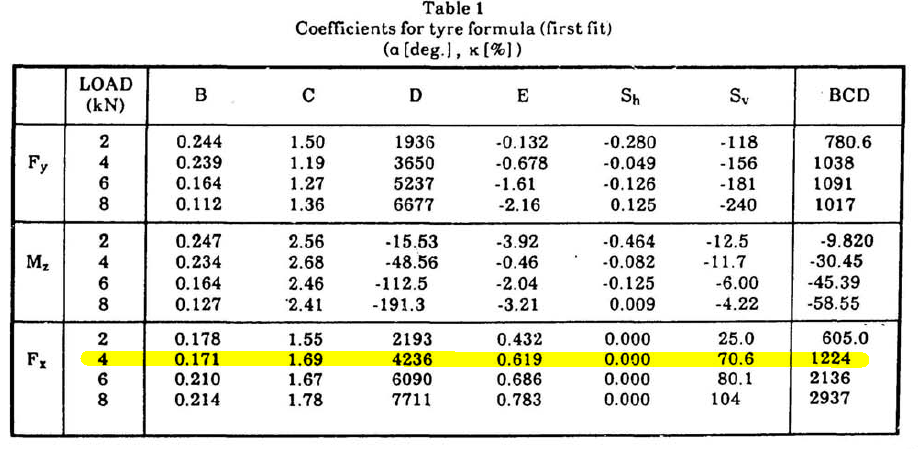 Table 1
Coefficients for tyre formula (first fit)
(α [deg.] , κ [%])
LOAD (kN) B C D E Sh Sv BCD
2 0.244 1.50 1936 -0.132 -0.280 -118 780.6
Fy 4 0.239 1.19 3650 -0.678 -0.049 -156 1038
6 0.164 1.27 5237 -1.61 -0.126 -181 1091
8 0.112 1.36 6677 -2.16 0.125 -240 1017
2 0.247 2.56 -15.53 -3.92 -0.464 -12.5 -9.820
Mz 4 0.234 2.68 -48.56 -0.46 -0.082 -11.7 -30.45
6 0.164 2.46 -112.5 -2.04 -0.125 -6.00 -45.39
8 0.127 2.41 -191.3 -3.21 0.009 -4.22 -58.55
2 0.178 1.55 2193 0.432 0.000 25.0 605.0
Fx 4 0.171 1.69 4236 0.619 0.000 70.6 1224
6 0.210 1.67 6090 0.686 0.000 80.1 2136
8 0.214 1.78 7711 0.783 0.000 104 2937